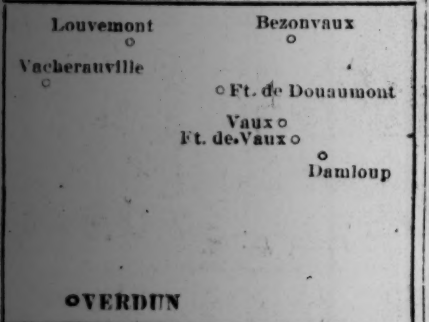 Louvemont
Bezonvaux
Vacherauville
Ft. de Douaumont
Vaux
Ft. de Vaux
Damloup
VERDUN